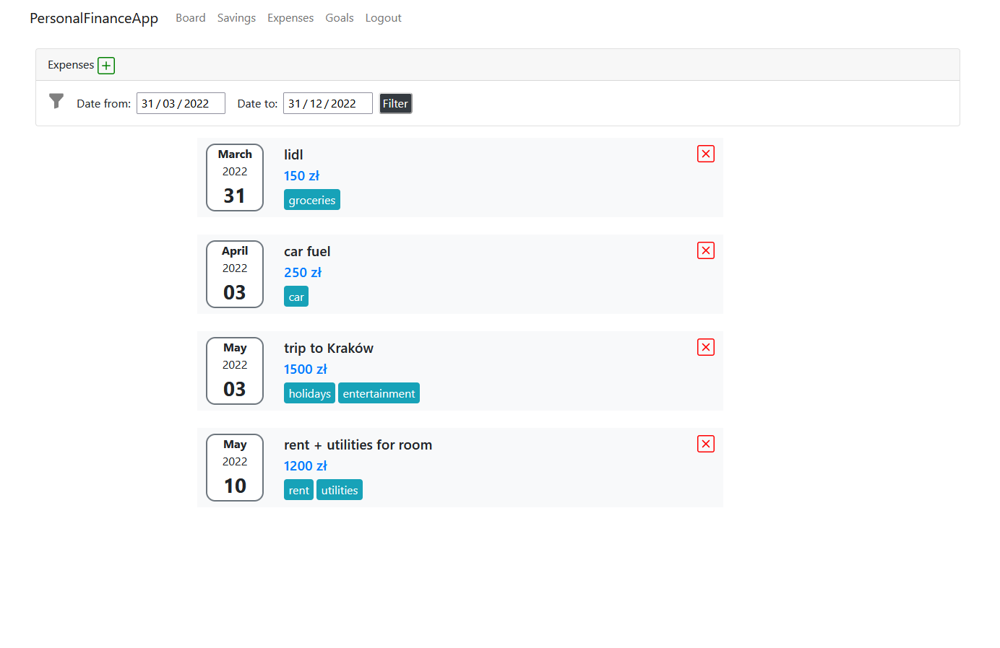 PersonalFinanceApp Board Savings Expenses Goals Logout
Expenses
Date from: 31/03/2022 Date to: 31/12/2022 Filter
March
2022
31
lidl
150 zł
groceries
April
2022
03
car fuel
250 zł
car
May
2022
03
trip to Kraków
1500 zł
holidays entertainment
May
2022
10
rent + utilities for room
1200 zł
rent utilities